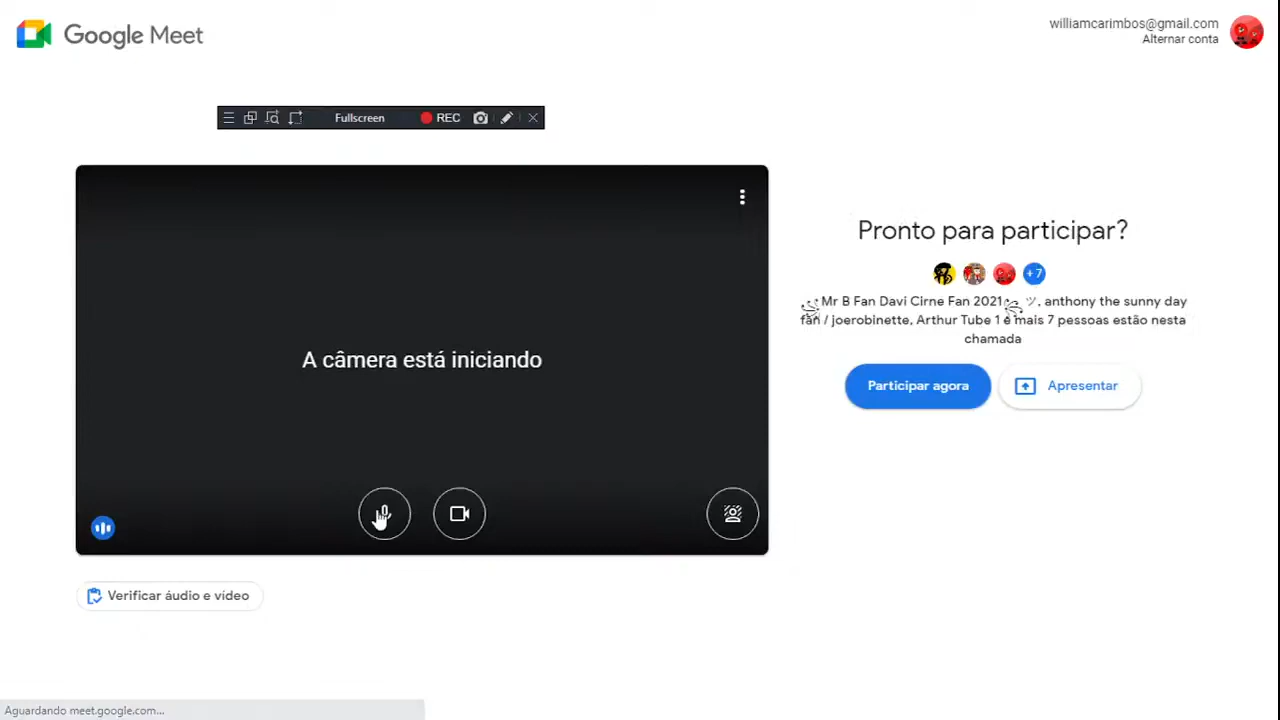 Google Meet
williamcarimbos@gmail.com
Alternar conta
Fullscreen
REC
Pronto para participar?
+7
Mr B Fan Davi Cirne Fan 2021 ツ, anthony the sunny day
fan / joerobinette, Arthur Tube 1 e mais 7 pessoas estão nesta
chamada
A câmera está iniciando
Participar agora
Apresentar
Verificar áudio e vídeo
Aguardando meet.google.com...